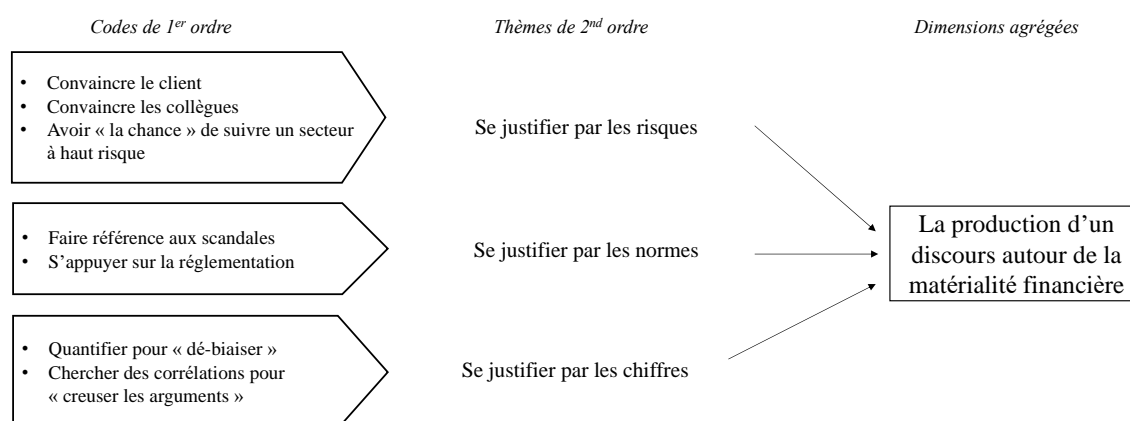 Codes de 1er ordre
Thèmes de 2nd ordre
Dimensions agrégées
• Convaincre le client
• Convaincre les collègues
• Avoir « la chance » de suivre un secteur
à haut risque
Se justifier par les risques
• Faire référence aux scandales
• S’appuyer sur la réglementation
Se justifier par les normes
La production d’un
discours autour de la
matérialité financière
• Quantifier pour « dé-biaiser »
• Chercher des corrélations pour
« creuser les arguments »
Se justifier par les chiffres